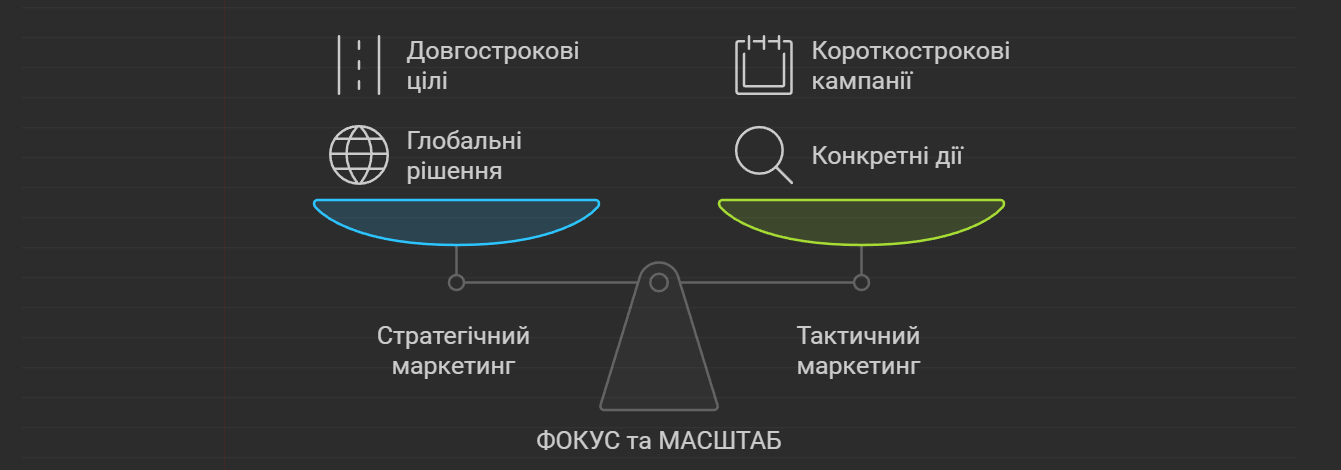 Довгострокові
цілі
Короткострокові
кампанії
Глобальні
рішення
Конкретні дії
Стратегічний
маркетинг
Тактичний
маркетинг
ФОКУС та МАСШТАБ